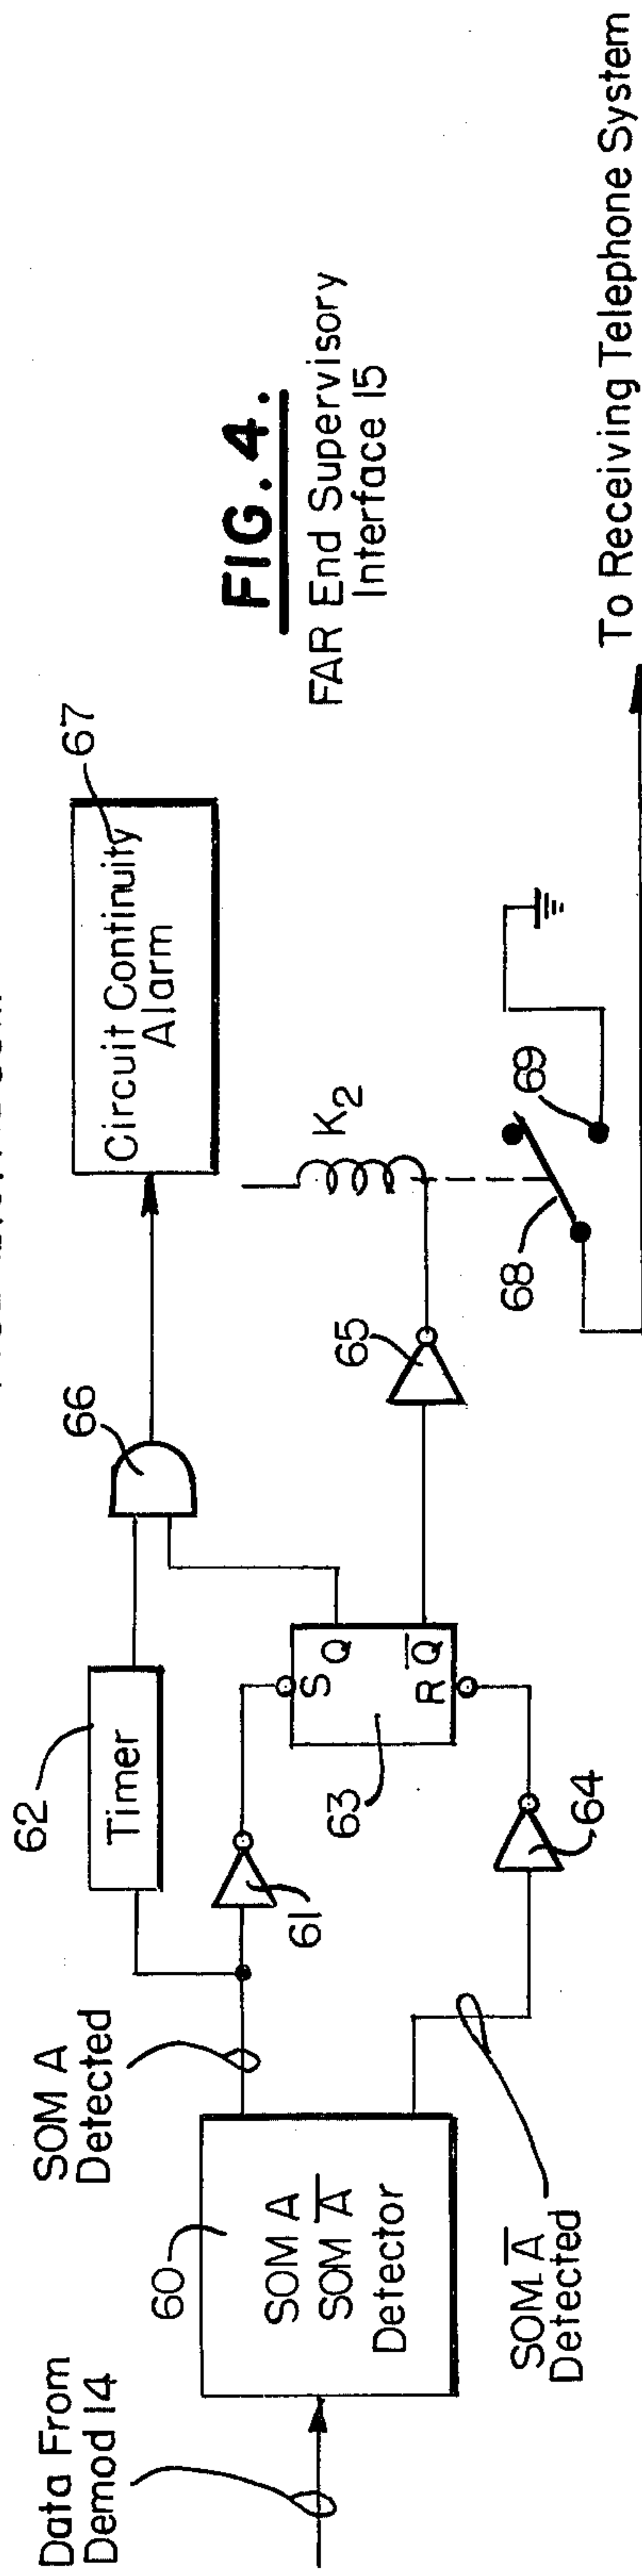 Data From
Demod 14
60
SOM A
SOM A̅
Detector
SOM A
Detected
SOM A̅
Detected
62
Timer
61
S
Q
Q̅
R
63
64
66
65
Circuit Continuity
Alarm
67
K2
68
69
FIG. 4.
FAR End Supervisory
Interface 15
To Receiving Telephone System